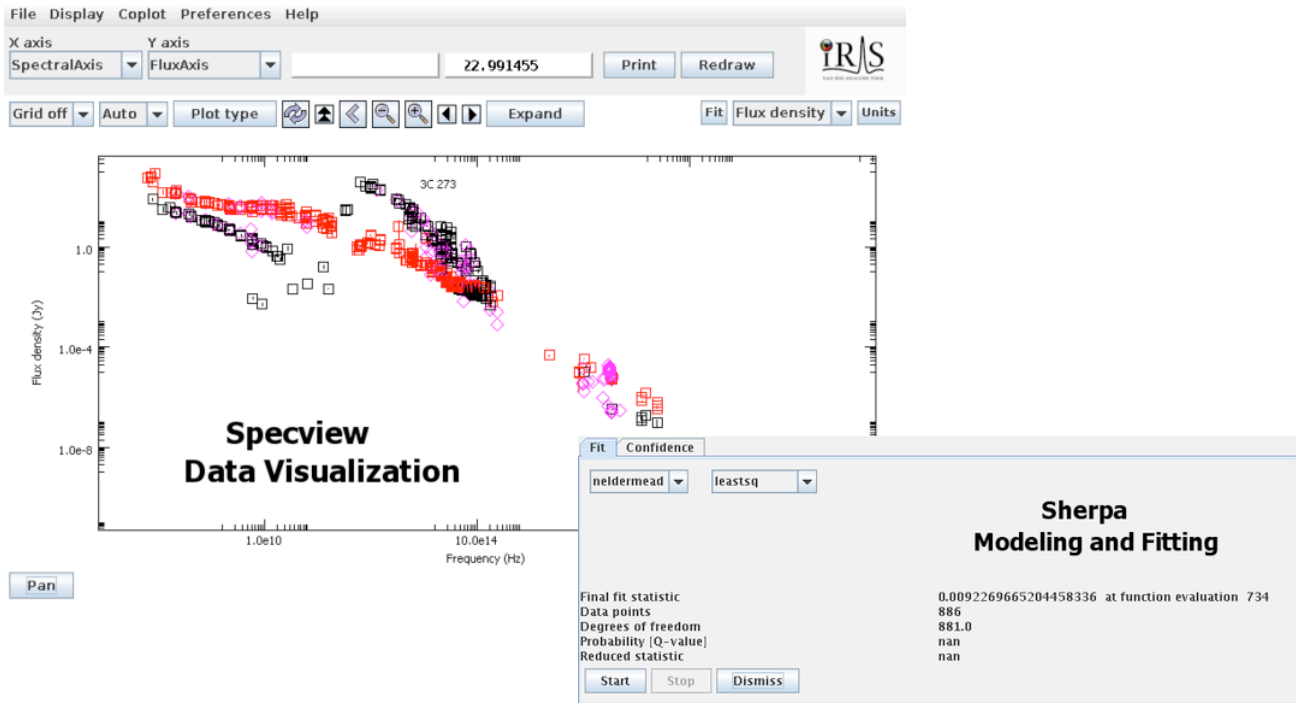 File Display Coplot Preferences Help
X axis Y axis
SpectralAxis FluxAxis 22.991455 Print Redraw
iRIS
VAO SED ANALYSIS TOOL
Grid off Auto Plot type Expand Fit Flux density Units
3C 273
1.0
1.0e-4
1.0e-8
Flux density (Jy)
Specview
Data Visualization
1.0e10 10.0e14
Frequency (Hz)
Pan
Fit Confidence
neldermead leastsq
Sherpa
Modeling and Fitting
Final fit statistic 0.0092269665204458336 at function evaluation 734
Data points 886
Degrees of freedom 881.0
Probability [Q-value] nan
Reduced statistic nan
Start Stop Dismiss